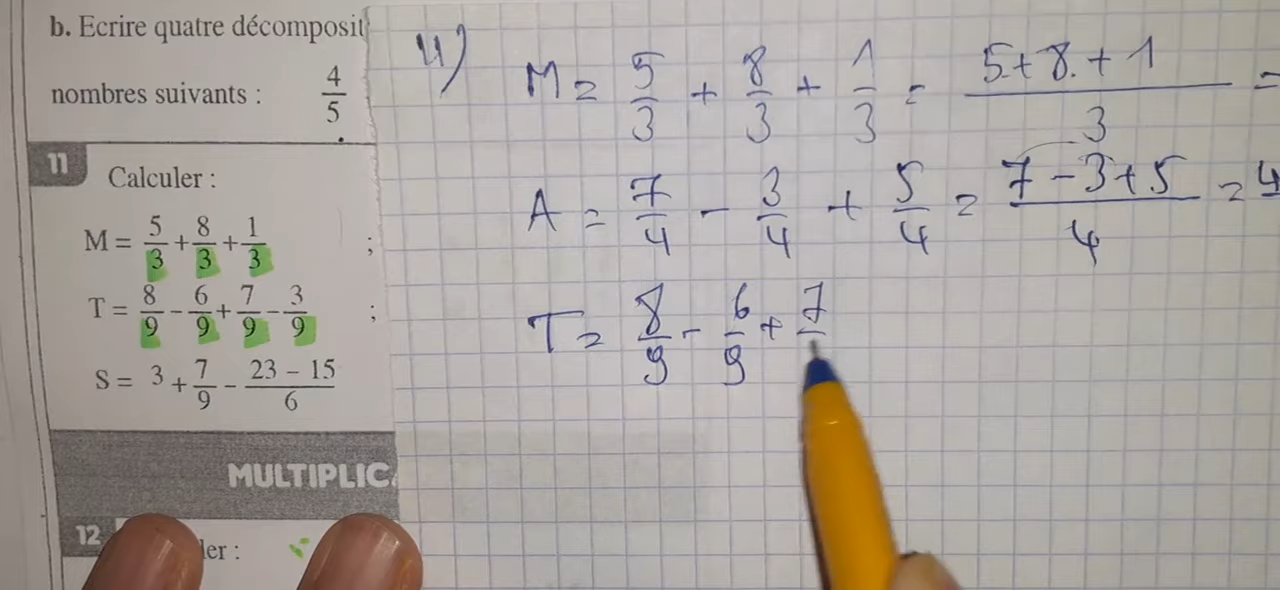 b. Ecrire quatre décomposit
nombres suivants : 4/5
11 Calculer :
M = 5/3 + 8/3 + 1/3 ;
T = 8/9 - 6/9 + 7/9 - 3/9 ;
S = 3 + 7/9 - (23 - 15)/6
MULTIPLIC
12 ler :
11)
M = 5/3 + 8/3 + 1/3 = (5 + 8 + 1)/3 =
A = 7/4 - 3/4 + 5/4 = (7 - 3 + 5)/4 =
T = 8/9 - 6/9 + 7